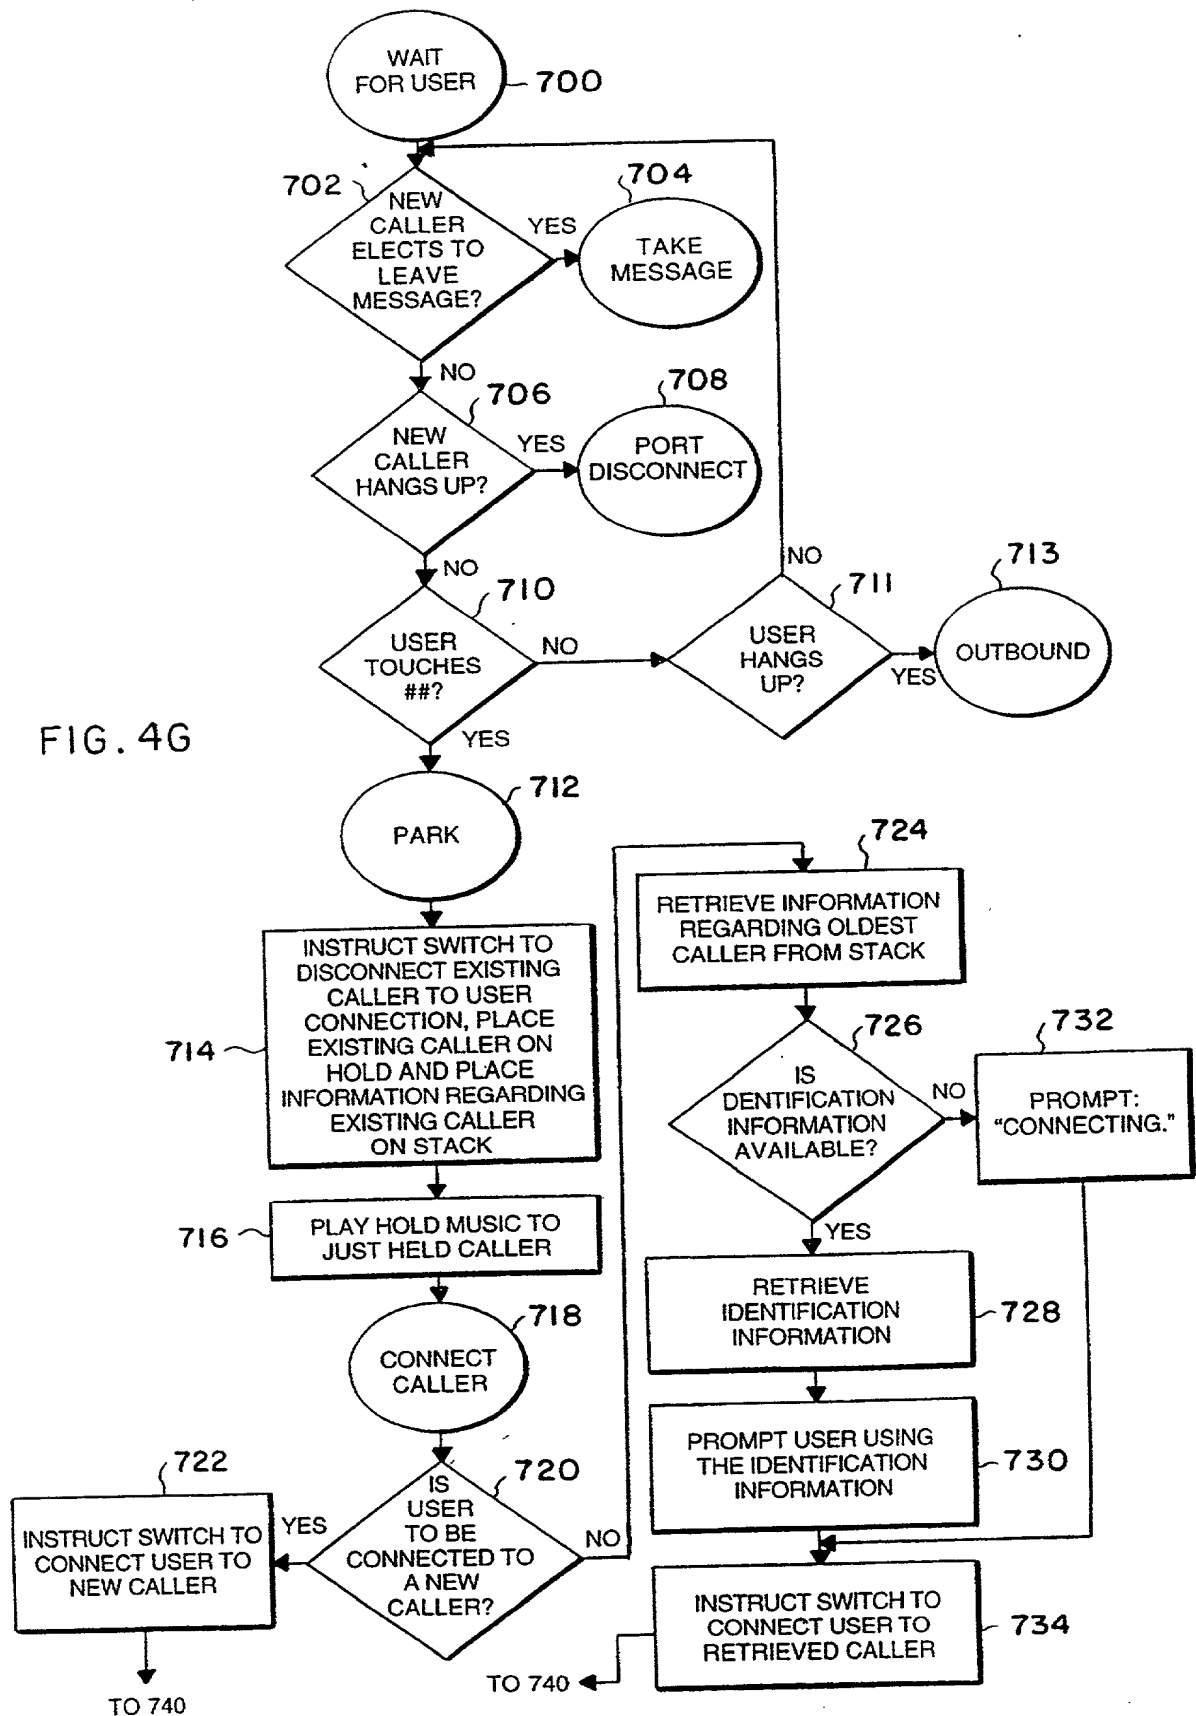 WAIT
FOR USER
700
702
NEW
CALLER
ELECTS TO
LEAVE
MESSAGE?
YES
704
TAKE
MESSAGE
NO
706
NEW
CALLER
HANGS UP?
YES
708
PORT
DISCONNECT
NO
710
USER
TOUCHES
##?
NO
711
USER
HANGS
UP?
NO
YES
713
OUTBOUND
FIG. 4G
YES
712
PARK
714
INSTRUCT SWITCH TO
DISCONNECT EXISTING
CALLER TO USER
CONNECTION, PLACE
EXISTING CALLER ON
HOLD AND PLACE
INFORMATION REGARDING
EXISTING CALLER
ON STACK
716
PLAY HOLD MUSIC TO
JUST HELD CALLER
718
CONNECT
CALLER
720
IS
USER
TO BE
CONNECTED TO
A NEW
CALLER?
YES
722
INSTRUCT SWITCH TO
CONNECT USER TO
NEW CALLER
TO 740
NO
724
RETRIEVE INFORMATION
REGARDING OLDEST
CALLER FROM STACK
726
IS
DENTIFICATION
INFORMATION
AVAILABLE?
NO
732
PROMPT:
“CONNECTING.”
YES
RETRIEVE
IDENTIFICATION
INFORMATION
728
PROMPT USER USING
THE IDENTIFICATION
INFORMATION
730
INSTRUCT SWITCH TO
CONNECT USER TO
RETRIEVED CALLER
734
TO 740